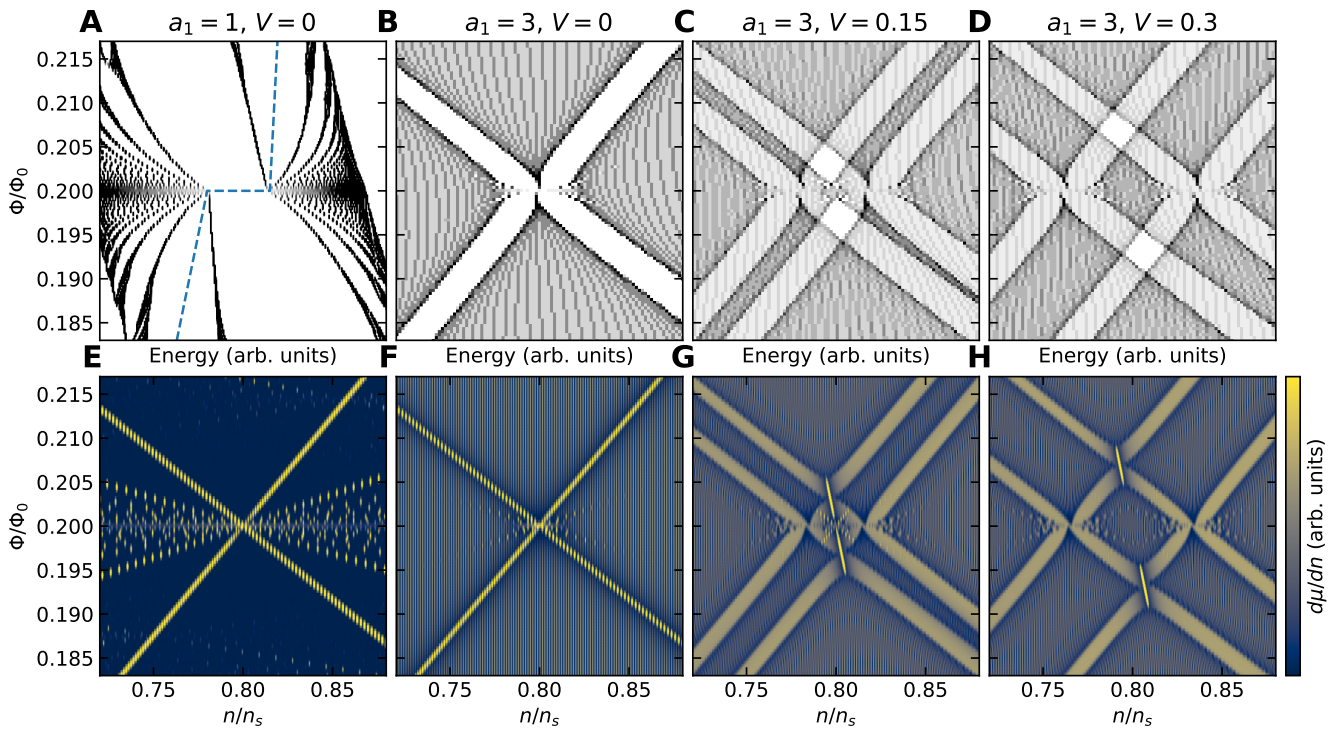 A a₁ = 1, V = 0
B a₁ = 3, V = 0
C a₁ = 3, V = 0.15
D a₁ = 3, V = 0.3
Φ/Φ₀
0.215
0.210
0.205
0.200
0.195
0.190
0.185
Energy (arb. units)
Energy (arb. units)
Energy (arb. units)
Energy (arb. units)
E
F
G
H
Φ/Φ₀
0.215
0.210
0.205
0.200
0.195
0.190
0.185
0.75 0.80 0.85
0.75 0.80 0.85
0.75 0.80 0.85
0.75 0.80 0.85
n/nₛ
n/nₛ
n/nₛ
n/nₛ
dμ/dn (arb. units)